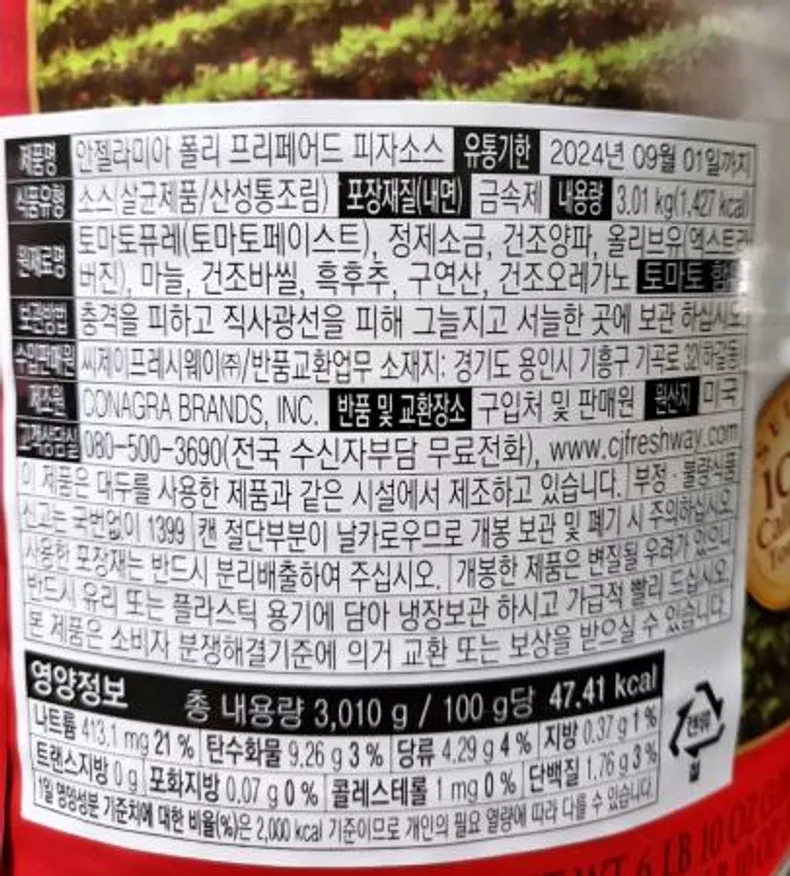 제품명 안젤라미아 폴리 프리페어드 피자소스 유통기한 2024년 09월 01일까지
식품유형 소스(살균제품/산성통조림) 포장재질(내면) 금속제 내용량 3.01 kg(1,427 kcal)
원재료명 토마토퓨레(토마토페이스트), 정제소금, 건조양파, 올리브유(엑스트라
버진), 마늘, 건조바씰, 흑후추, 구연산, 건조오레가노 토마토 함유
보관방법 충격을 피하고 직사광선을 피해 그늘지고 서늘한 곳에 보관 하십시오
수입판매원 씨제이프레시웨이㈜/반품교환업무 소재지: 경기도 용인시 기흥구 기곡로 32(하갈동)
제조원 CONAGRA BRANDS, INC. 반품 및 교환장소 구입처 및 판매원 원산지 미국
고객상담실 080-500-3690(전국 수신자부담 무료전화), www.cjfreshway.com
이 제품은 대두를 사용한 제품과 같은 시설에서 제조하고 있습니다. 부정·불량식품
신고는 국번없이 1399 캔 절단부분이 날카로우므로 개봉 보관 및 폐기 시 주의하십시오.
사용한 포장재는 반드시 분리배출하여 주십시오. 개봉한 제품은 변질될 우려가 있으니
반드시 유리 또는 플라스틱 용기에 담아 냉장보관 하시고 가급적 빨리 드십시오.
본 제품은 소비자 분쟁해결기준에 의거 교환 또는 보상을 받으실 수 있습니다.
영양정보 총 내용량 3,010 g / 100 g당 47.41 kcal
나트륨 413.1 mg 21 % 탄수화물 9.26 g 3 % 당류 4.29 g 4 % 지방 0.37 g 1 %
트랜스지방 0 g 포화지방 0.07 g 0 % 콜레스테롤 1 mg 0 % 단백질 1.76 g 3 %
1일 영양성분 기준치에 대한 비율(%)은 2,000 kcal 기준이므로 개인의 필요 열량에 따라 다를 수 있습니다.
캔류
철
WT 6 LB 10 OZ